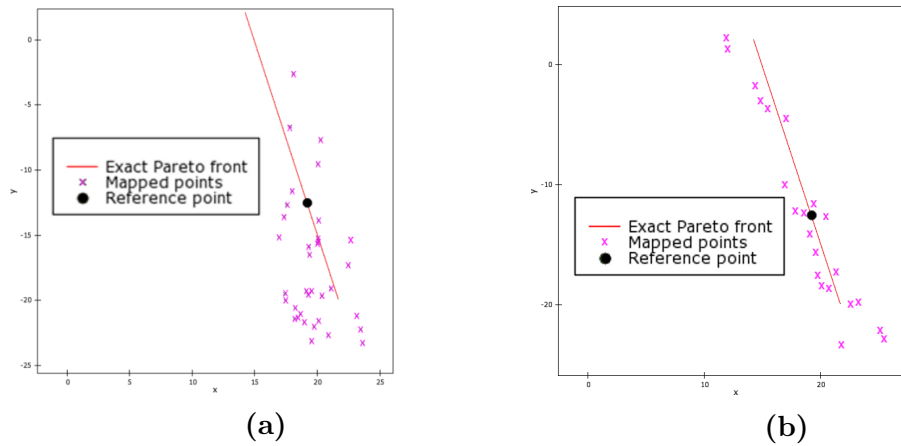 0
-5
-10
-15
-20
-25
y
0
5
10
15
20
25
x
Exact Pareto front
Mapped points
Reference point
(a)
0
-10
-20
y
0
10
20
x
Exact Pareto front
Mapped points
Reference point
(b)